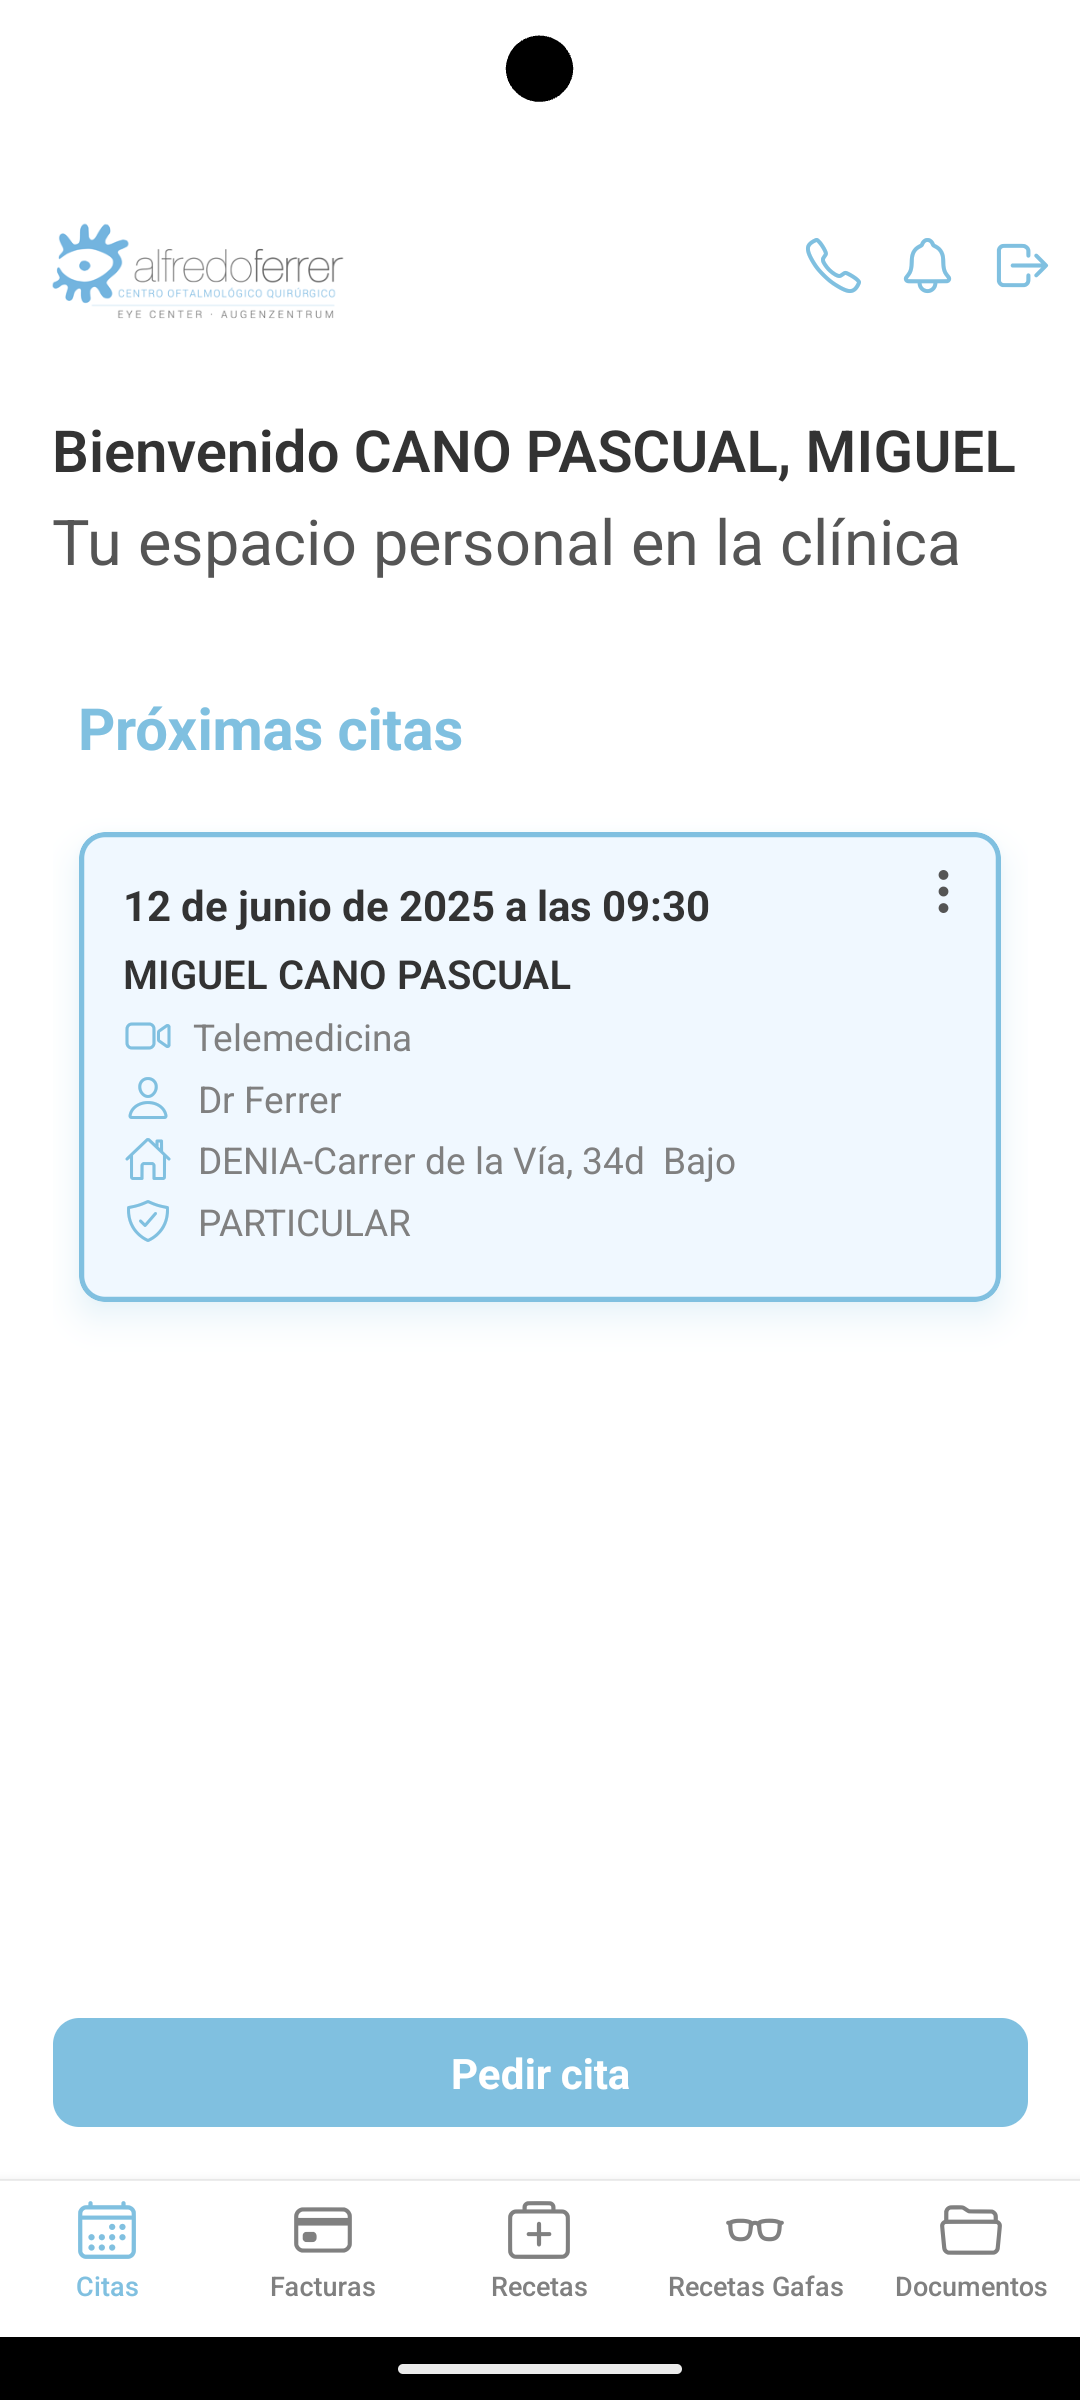 alfredoferrer
CENTRO OFTALMOLÓGICO QUIRÚRGICO
EYE CENTER · AUGENZENTRUM
Bienvenido CANO PASCUAL, MIGUEL
Tu espacio personal en la clínica
Próximas citas
12 de junio de 2025 a las 09:30
MIGUEL CANO PASCUAL
Telemedicina
Dr Ferrer
DENIA-Carrer de la Vía, 34d  Bajo
PARTICULAR
Pedir cita
Citas
Facturas
Recetas
Recetas Gafas
Documentos